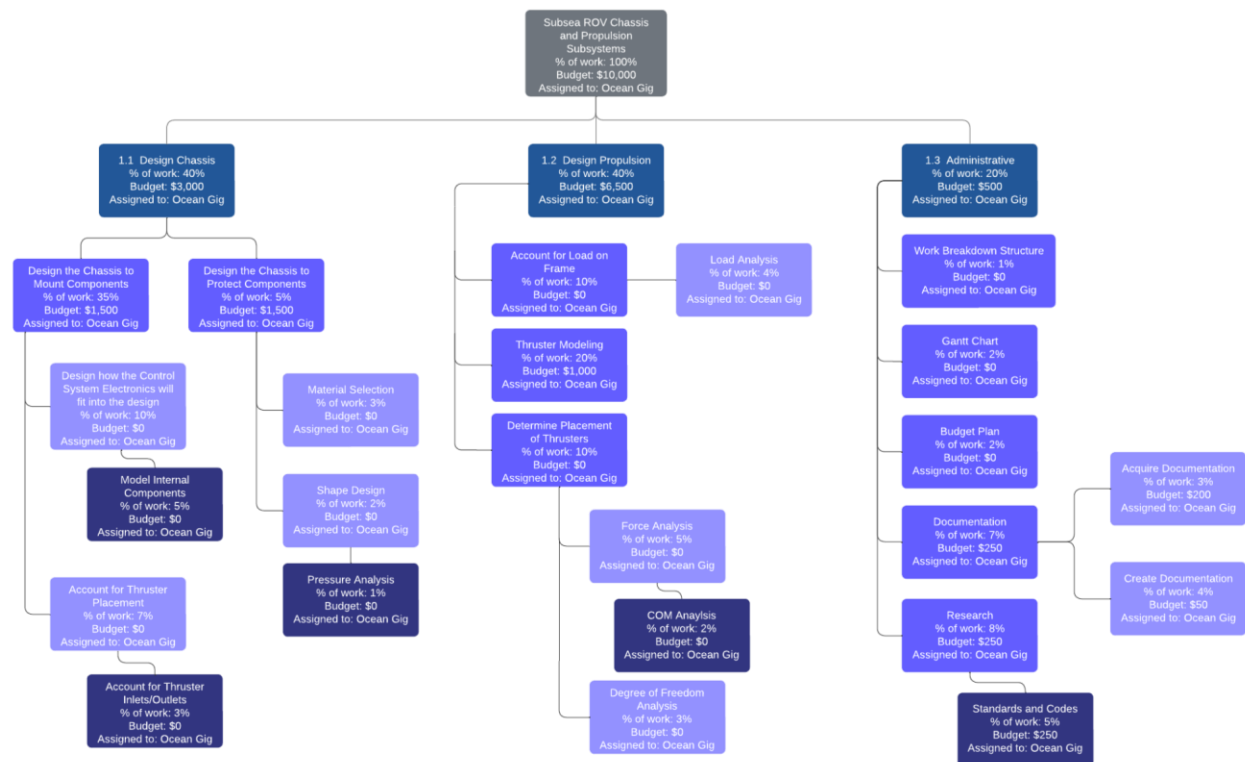 Subsea ROV Chassis
and Propulsion
Subsystems
% of work: 100%
Budget: $10,000
Assigned to: Ocean Gig
1.1 Design Chassis
% of work: 40%
Budget: $3,000
Assigned to: Ocean Gig
Design the Chassis to
Mount Components
% of work: 35%
Budget: $1,500
Assigned to: Ocean Gig
Design how the Control
System Electronics will
fit into the design
% of work: 10%
Budget: $0
Assigned to: Ocean Gig
Model Internal
Components
% of work: 5%
Budget: $0
Assigned to: Ocean Gig
Account for Thruster
Placement
% of work: 7%
Budget: $0
Assigned to: Ocean Gig
Account for Thruster
Inlets/Outlets
% of work: 3%
Budget: $0
Assigned to: Ocean Gig
Design the Chassis to
Protect Components
% of work: 5%
Budget: $1,500
Assigned to: Ocean Gig
Material Selection
% of work: 3%
Budget: $0
Assigned to: Ocean Gig
Shape Design
% of work: 2%
Budget: $0
Assigned to: Ocean Gig
Pressure Analysis
% of work: 1%
Budget: $0
Assigned to: Ocean Gig
1.2 Design Propulsion
% of work: 40%
Budget: $6,500
Assigned to: Ocean Gig
Account for Load on
Frame
% of work: 10%
Budget: $0
Assigned to: Ocean Gig
Load Analysis
% of work: 4%
Budget: $0
Assigned to: Ocean Gig
Thruster Modeling
% of work: 20%
Budget: $1,000
Assigned to: Ocean Gig
Determine Placement
of Thrusters
% of work: 10%
Budget: $0
Assigned to: Ocean Gig
Force Analysis
% of work: 5%
Budget: $0
Assigned to: Ocean Gig
COM Anaylsis
% of work: 2%
Budget: $0
Assigned to: Ocean Gig
Degree of Freedom
Analysis
% of work: 3%
Budget: $0
Assigned to: Ocean Gig
1.3 Administrative
% of work: 20%
Budget: $500
Assigned to: Ocean Gig
Work Breakdown Structure
% of work: 1%
Budget: $0
Assigned to: Ocean Gig
Gantt Chart
% of work: 2%
Budget: $0
Assigned to: Ocean Gig
Budget Plan
% of work: 2%
Budget: $0
Assigned to: Ocean Gig
Documentation
% of work: 7%
Budget: $250
Assigned to: Ocean Gig
Acquire Documentation
% of work: 3%
Budget: $200
Assigned to: Ocean Gig
Create Documentation
% of work: 4%
Budget: $50
Assigned to: Ocean Gig
Research
% of work: 8%
Budget: $250
Assigned to: Ocean Gig
Standards and Codes
% of work: 5%
Budget: $250
Assigned to: Ocean Gig